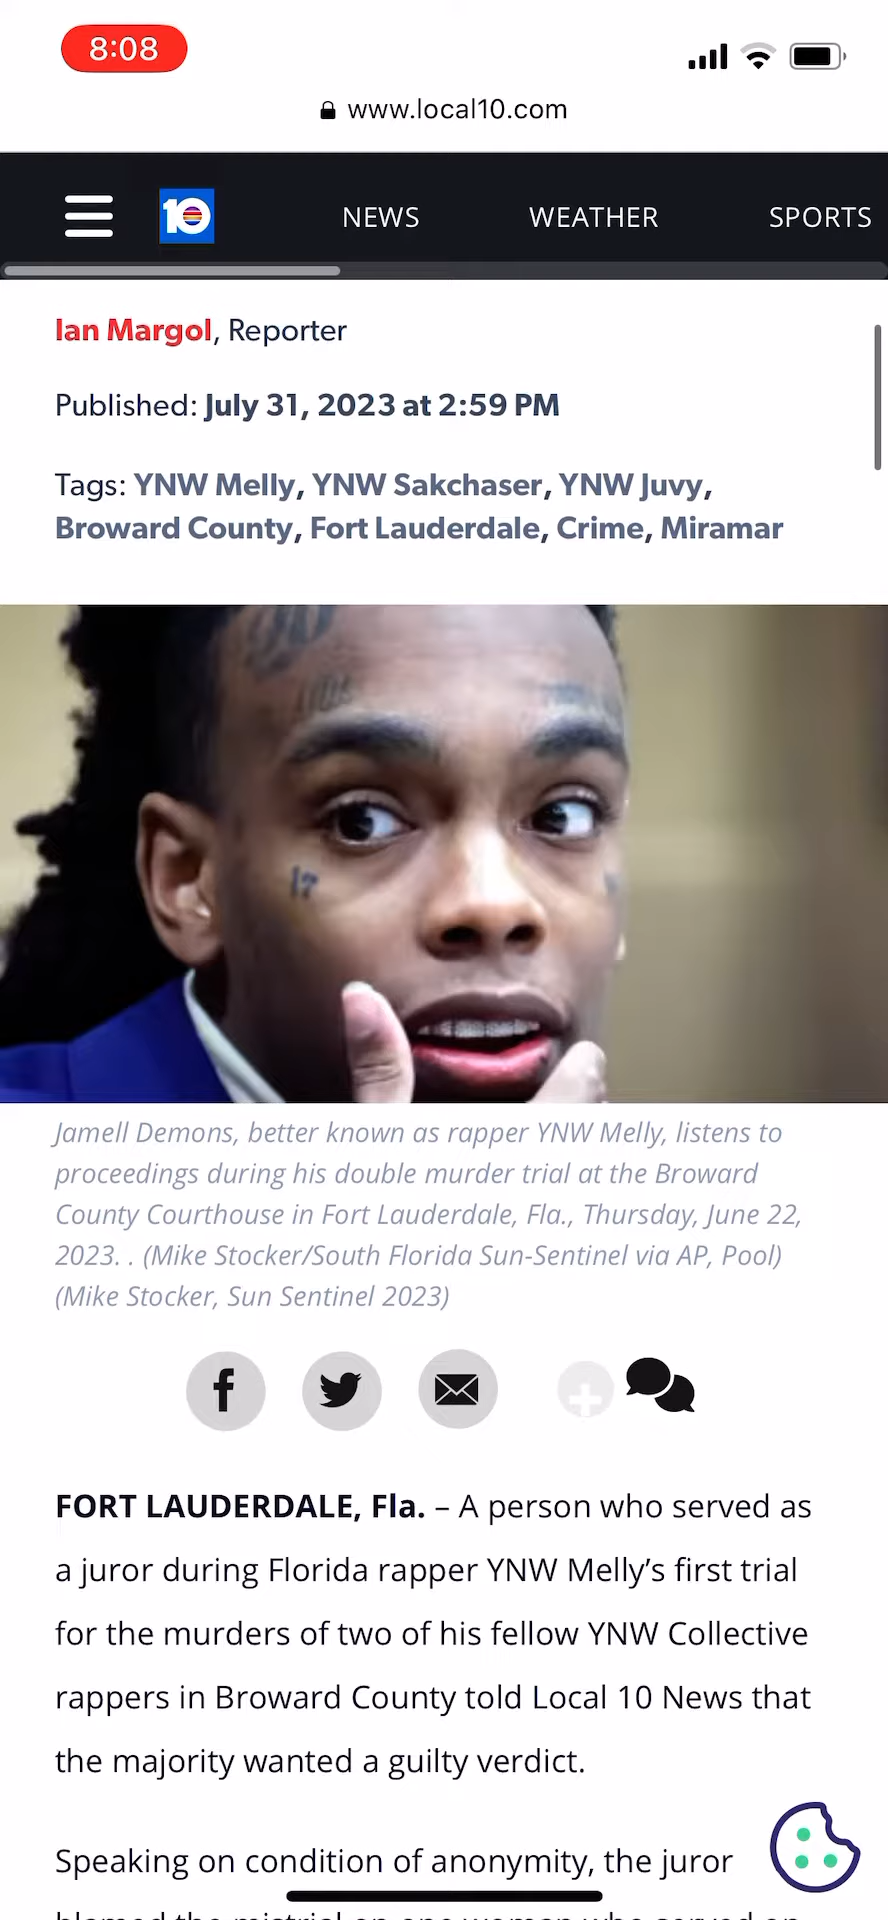 8:08
www.local10.com
10
NEWS
WEATHER
SPORTS
Ian Margol, Reporter
Published: July 31, 2023 at 2:59 PM
Tags: YNW Melly, YNW Sakchaser, YNW Juvy,
Broward County, Fort Lauderdale, Crime, Miramar
17
Jamell Demons, better known as rapper YNW Melly, listens to
proceedings during his double murder trial at the Broward
County Courthouse in Fort Lauderdale, Fla., Thursday, June 22,
2023. . (Mike Stocker/South Florida Sun-Sentinel via AP, Pool)
(Mike Stocker, Sun Sentinel 2023)
FORT LAUDERDALE, Fla. – A person who served as
a juror during Florida rapper YNW Melly’s first trial
for the murders of two of his fellow YNW Collective
rappers in Broward County told Local 10 News that
the majority wanted a guilty verdict.
Speaking on condition of anonymity, the juror